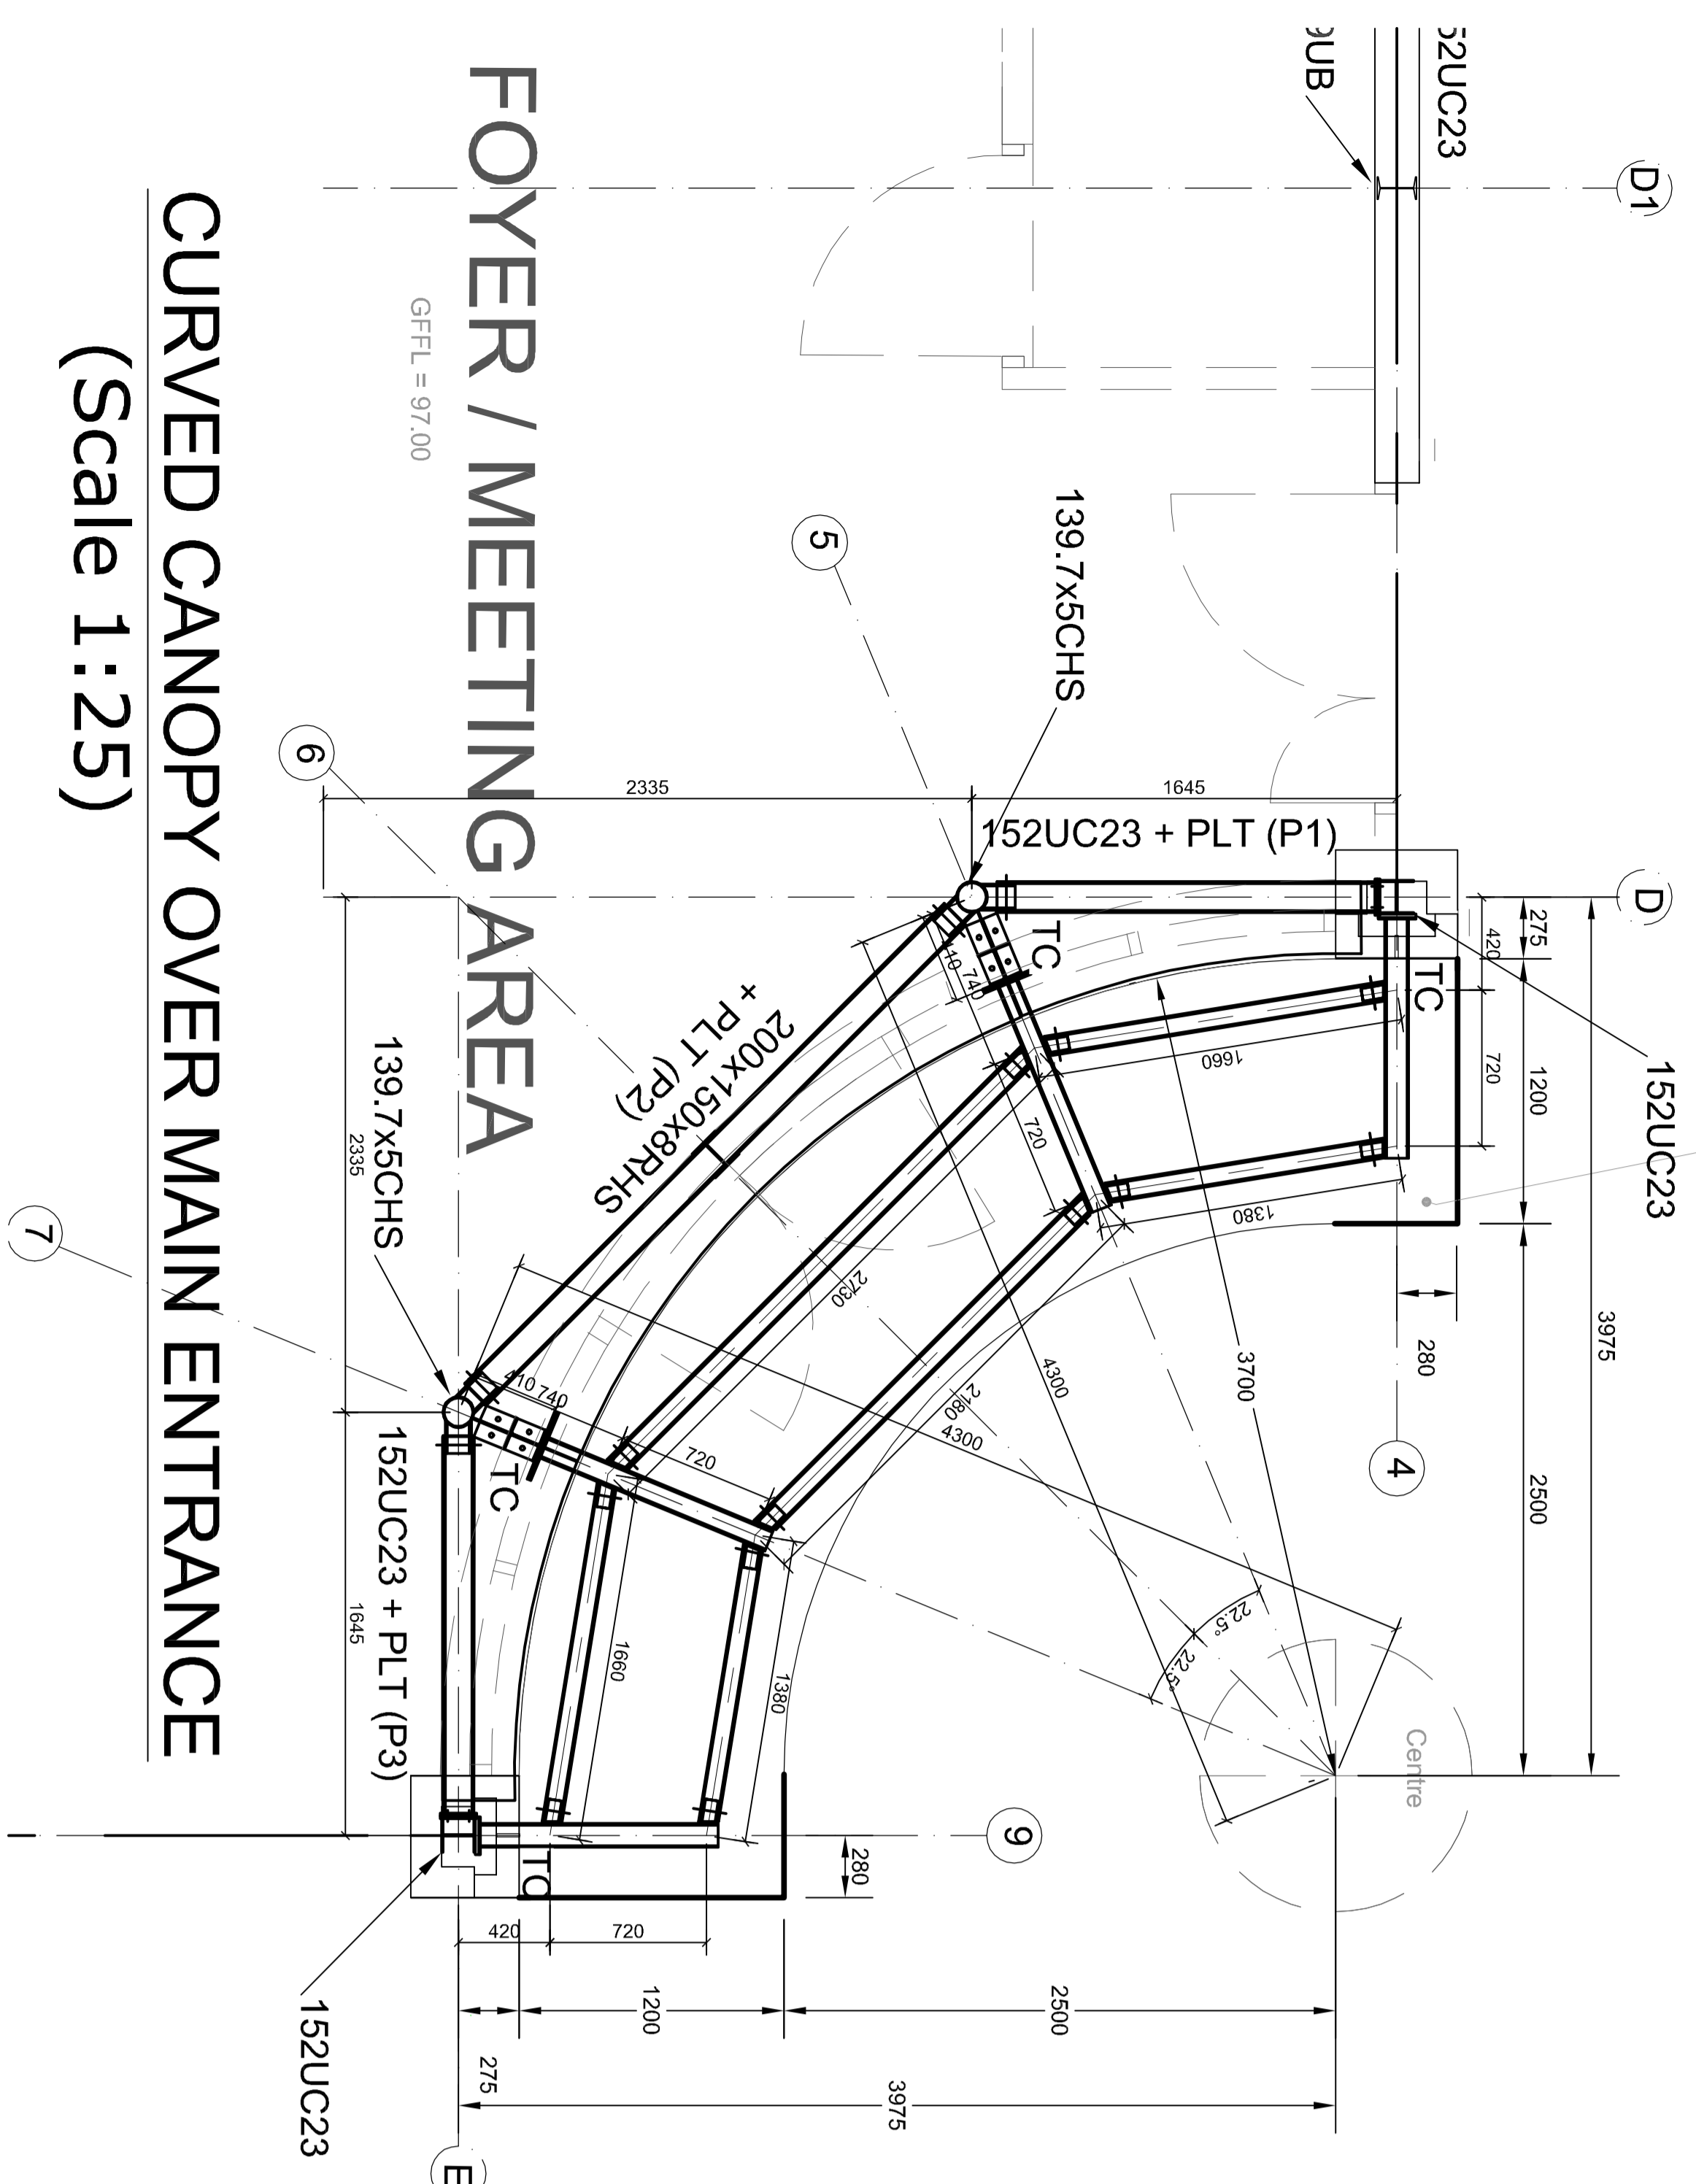 CURVED CANOPY OVER MAIN ENTRANCE
(Scale 1:25)
FOYER / MEETING AREA
GFFL = 97.00
52UC23
9UB
D1
D
139.7x5CHS
5
6
7
4
9
2335
1645
152UC23 + PLT (P1)
TC
TC
275
420
1200
720
3975
152UC23
280
2500
1660
1380
740
720
200x150x8RHS
+ PLT (P2)
2730
2180
4300
4300
3700
22.5°
22.5°
Centre
139.7x5CHS
2335
1645
410
740
720
TC
152UC23 + PLT (P3)
1660
1380
TC
280
420
720
1200
2500
275
3975
152UC23
E